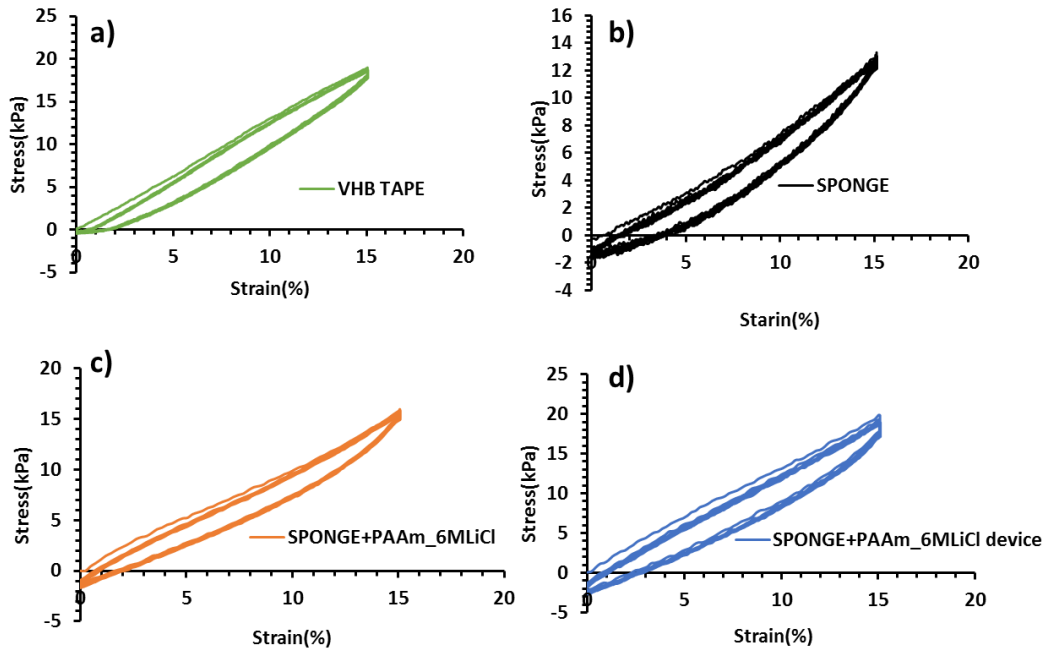 a)
Stress(kPa)
25
20
15
10
5
0
-5
0 5 10 15 20
VHB TAPE
Strain(%)
b)
Stress(kPa)
16
14
12
10
8
6
4
2
0
-2
-4
0 5 10 15 20
SPONGE
Starin(%)
c)
Stress(kPa)
20
15
10
5
0
-5
0 5 10 15 20
SPONGE+PAAm_6MLiCl
Strain(%)
d)
Stress(kPa)
25
20
15
10
5
0
-5
0 5 10 15 20
SPONGE+PAAm_6MLiCl device
Strain(%)